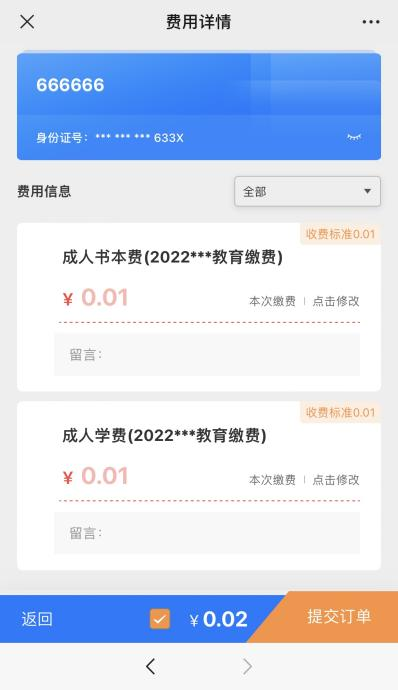 费用详情
666666
身份证号：*** *** *** 633X
费用信息
全部
收费标准0.01
成人书本费(2022***教育缴费)
¥ 0.01
本次缴费 | 点击修改
留言：
收费标准0.01
成人学费(2022***教育缴费)
¥ 0.01
本次缴费 | 点击修改
留言：
返回
¥ 0.02
提交订单